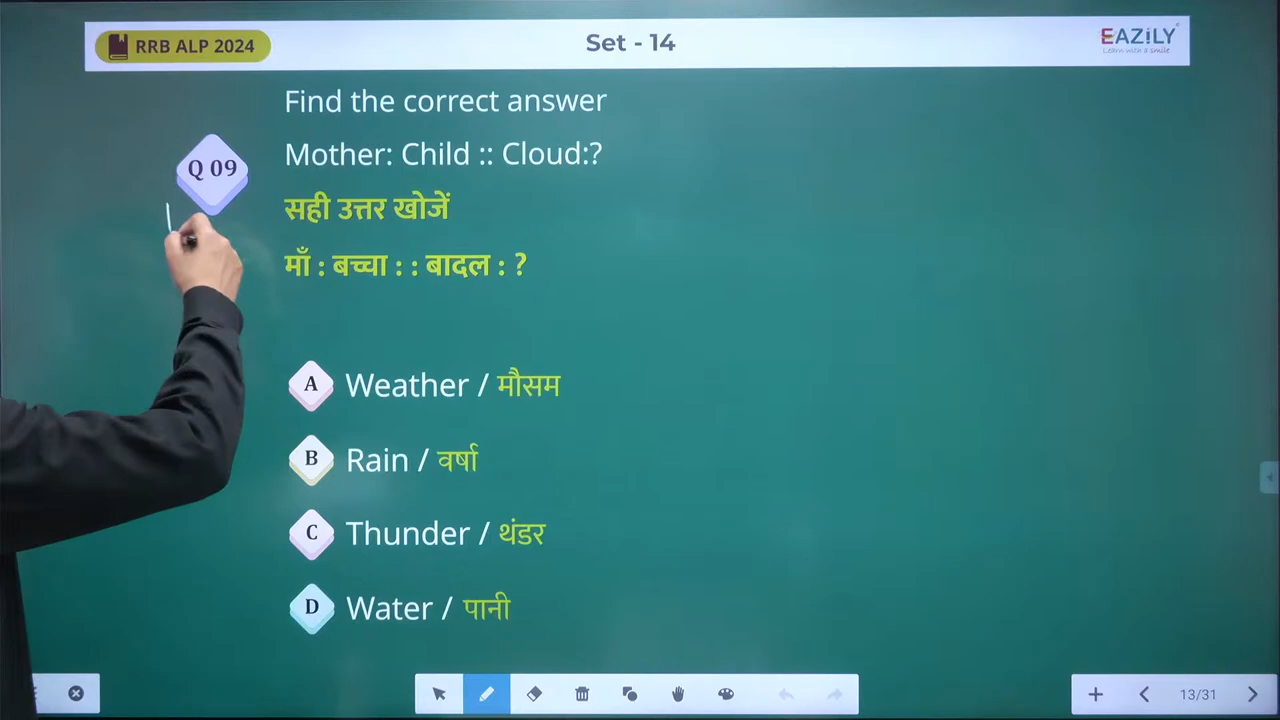 RRB ALP 2024
Set - 14
EAZILY
Learn with a smile
Find the correct answer
Q 09
Mother: Child :: Cloud:?
सही उत्तर खोजें
माँ : बच्चा : : बादल : ?
A Weather / मौसम
B Rain / वर्षा
C Thunder / थंडर
D Water / पानी
13/31